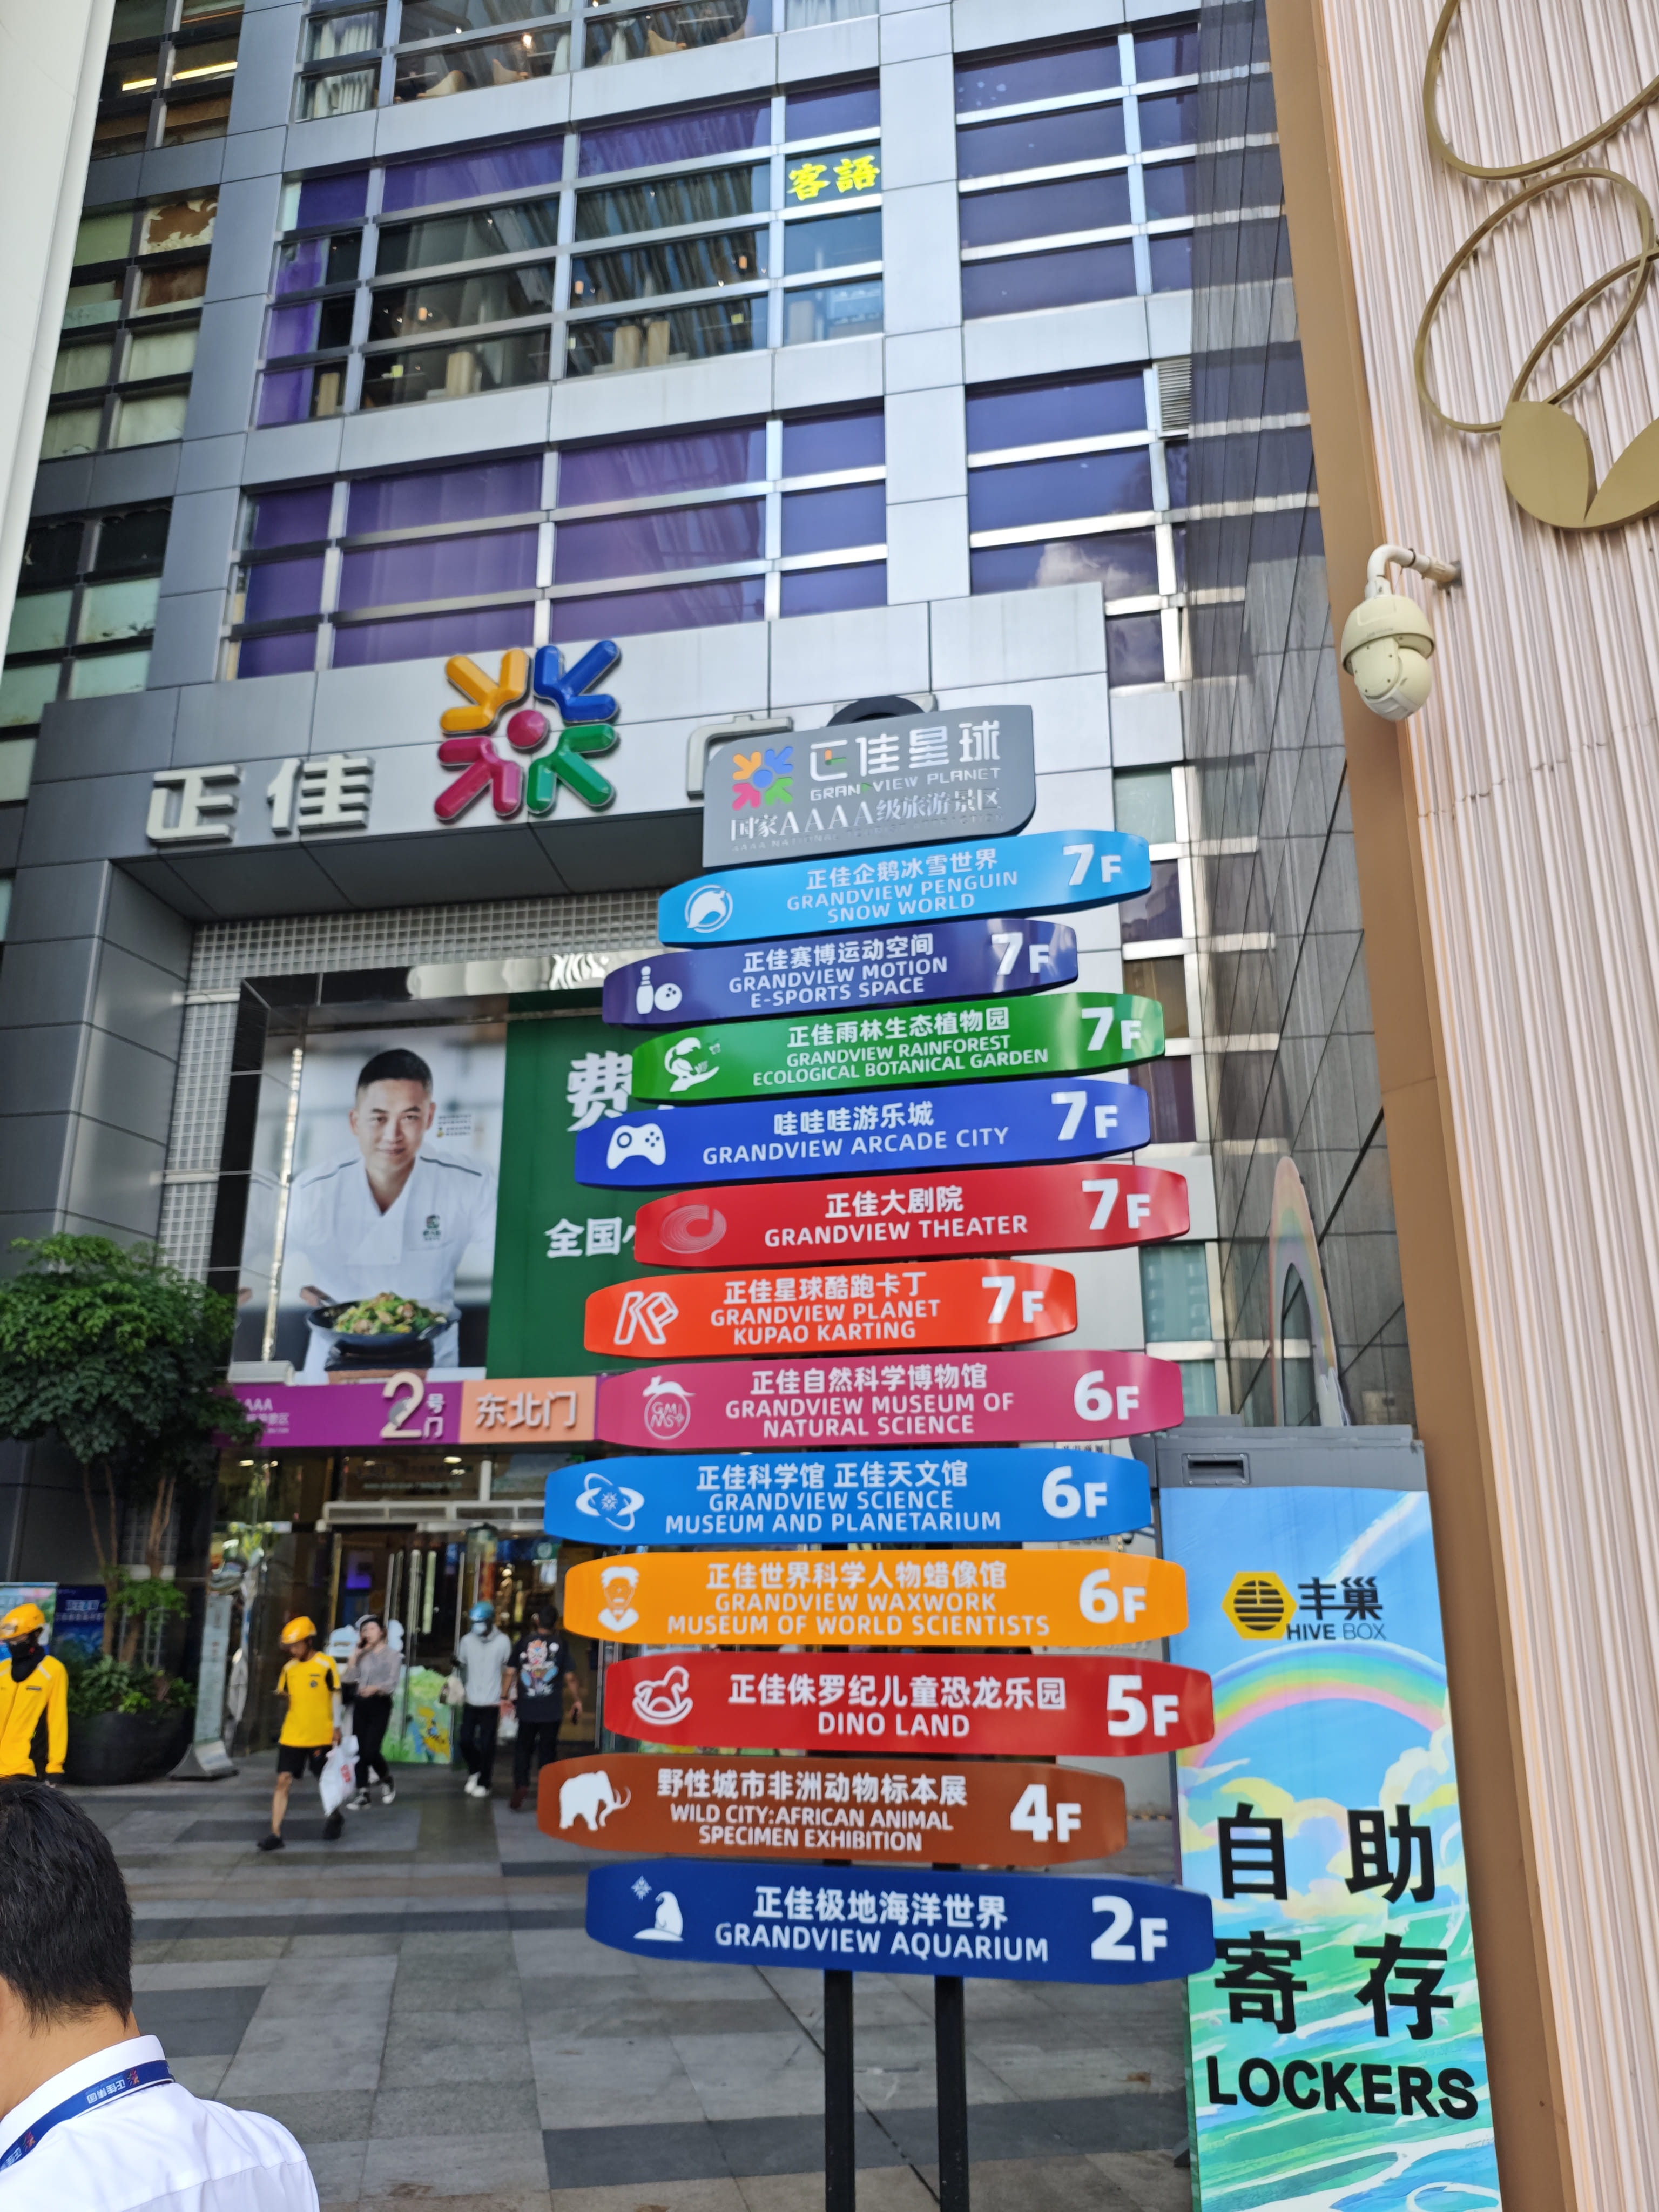 客語
正佳
广
正佳星球
GRANDVIEW PLANET
国家AAAA级旅游景区
正佳企鹅冰雪世界
GRANDVIEW PENGUIN
SNOW WORLD
7F
正佳赛博运动空间
GRANDVIEW MOTION
E-SPORTS SPACE
7F
正佳雨林生态植物园
GRANDVIEW RAINFOREST
ECOLOGICAL BOTANICAL GARDEN
7F
哇哇哇游乐城
GRANDVIEW ARCADE CITY
7F
正佳大剧院
GRANDVIEW THEATER
7F
正佳星球酷跑卡丁
GRANDVIEW PLANET
KUPAO KARTING
7F
正佳自然科学博物馆
GRANDVIEW MUSEUM OF
NATURAL SCIENCE
6F
正佳科学馆 正佳天文馆
GRANDVIEW SCIENCE
MUSEUM AND PLANETARIUM
6F
正佳世界科学人物蜡像馆
GRANDVIEW WAXWORK
MUSEUM OF WORLD SCIENTISTS
6F
正佳侏罗纪儿童恐龙乐园
DINO LAND
5F
野性城市非洲动物标本展
WILD CITY:AFRICAN ANIMAL
SPECIMEN EXHIBITION
4F
正佳极地海洋世界
GRANDVIEW AQUARIUM
2F
费
全国
AAA
2号门
东北门
丰巢
HIVE BOX
自助
寄存
LOCKERS
正佳集团